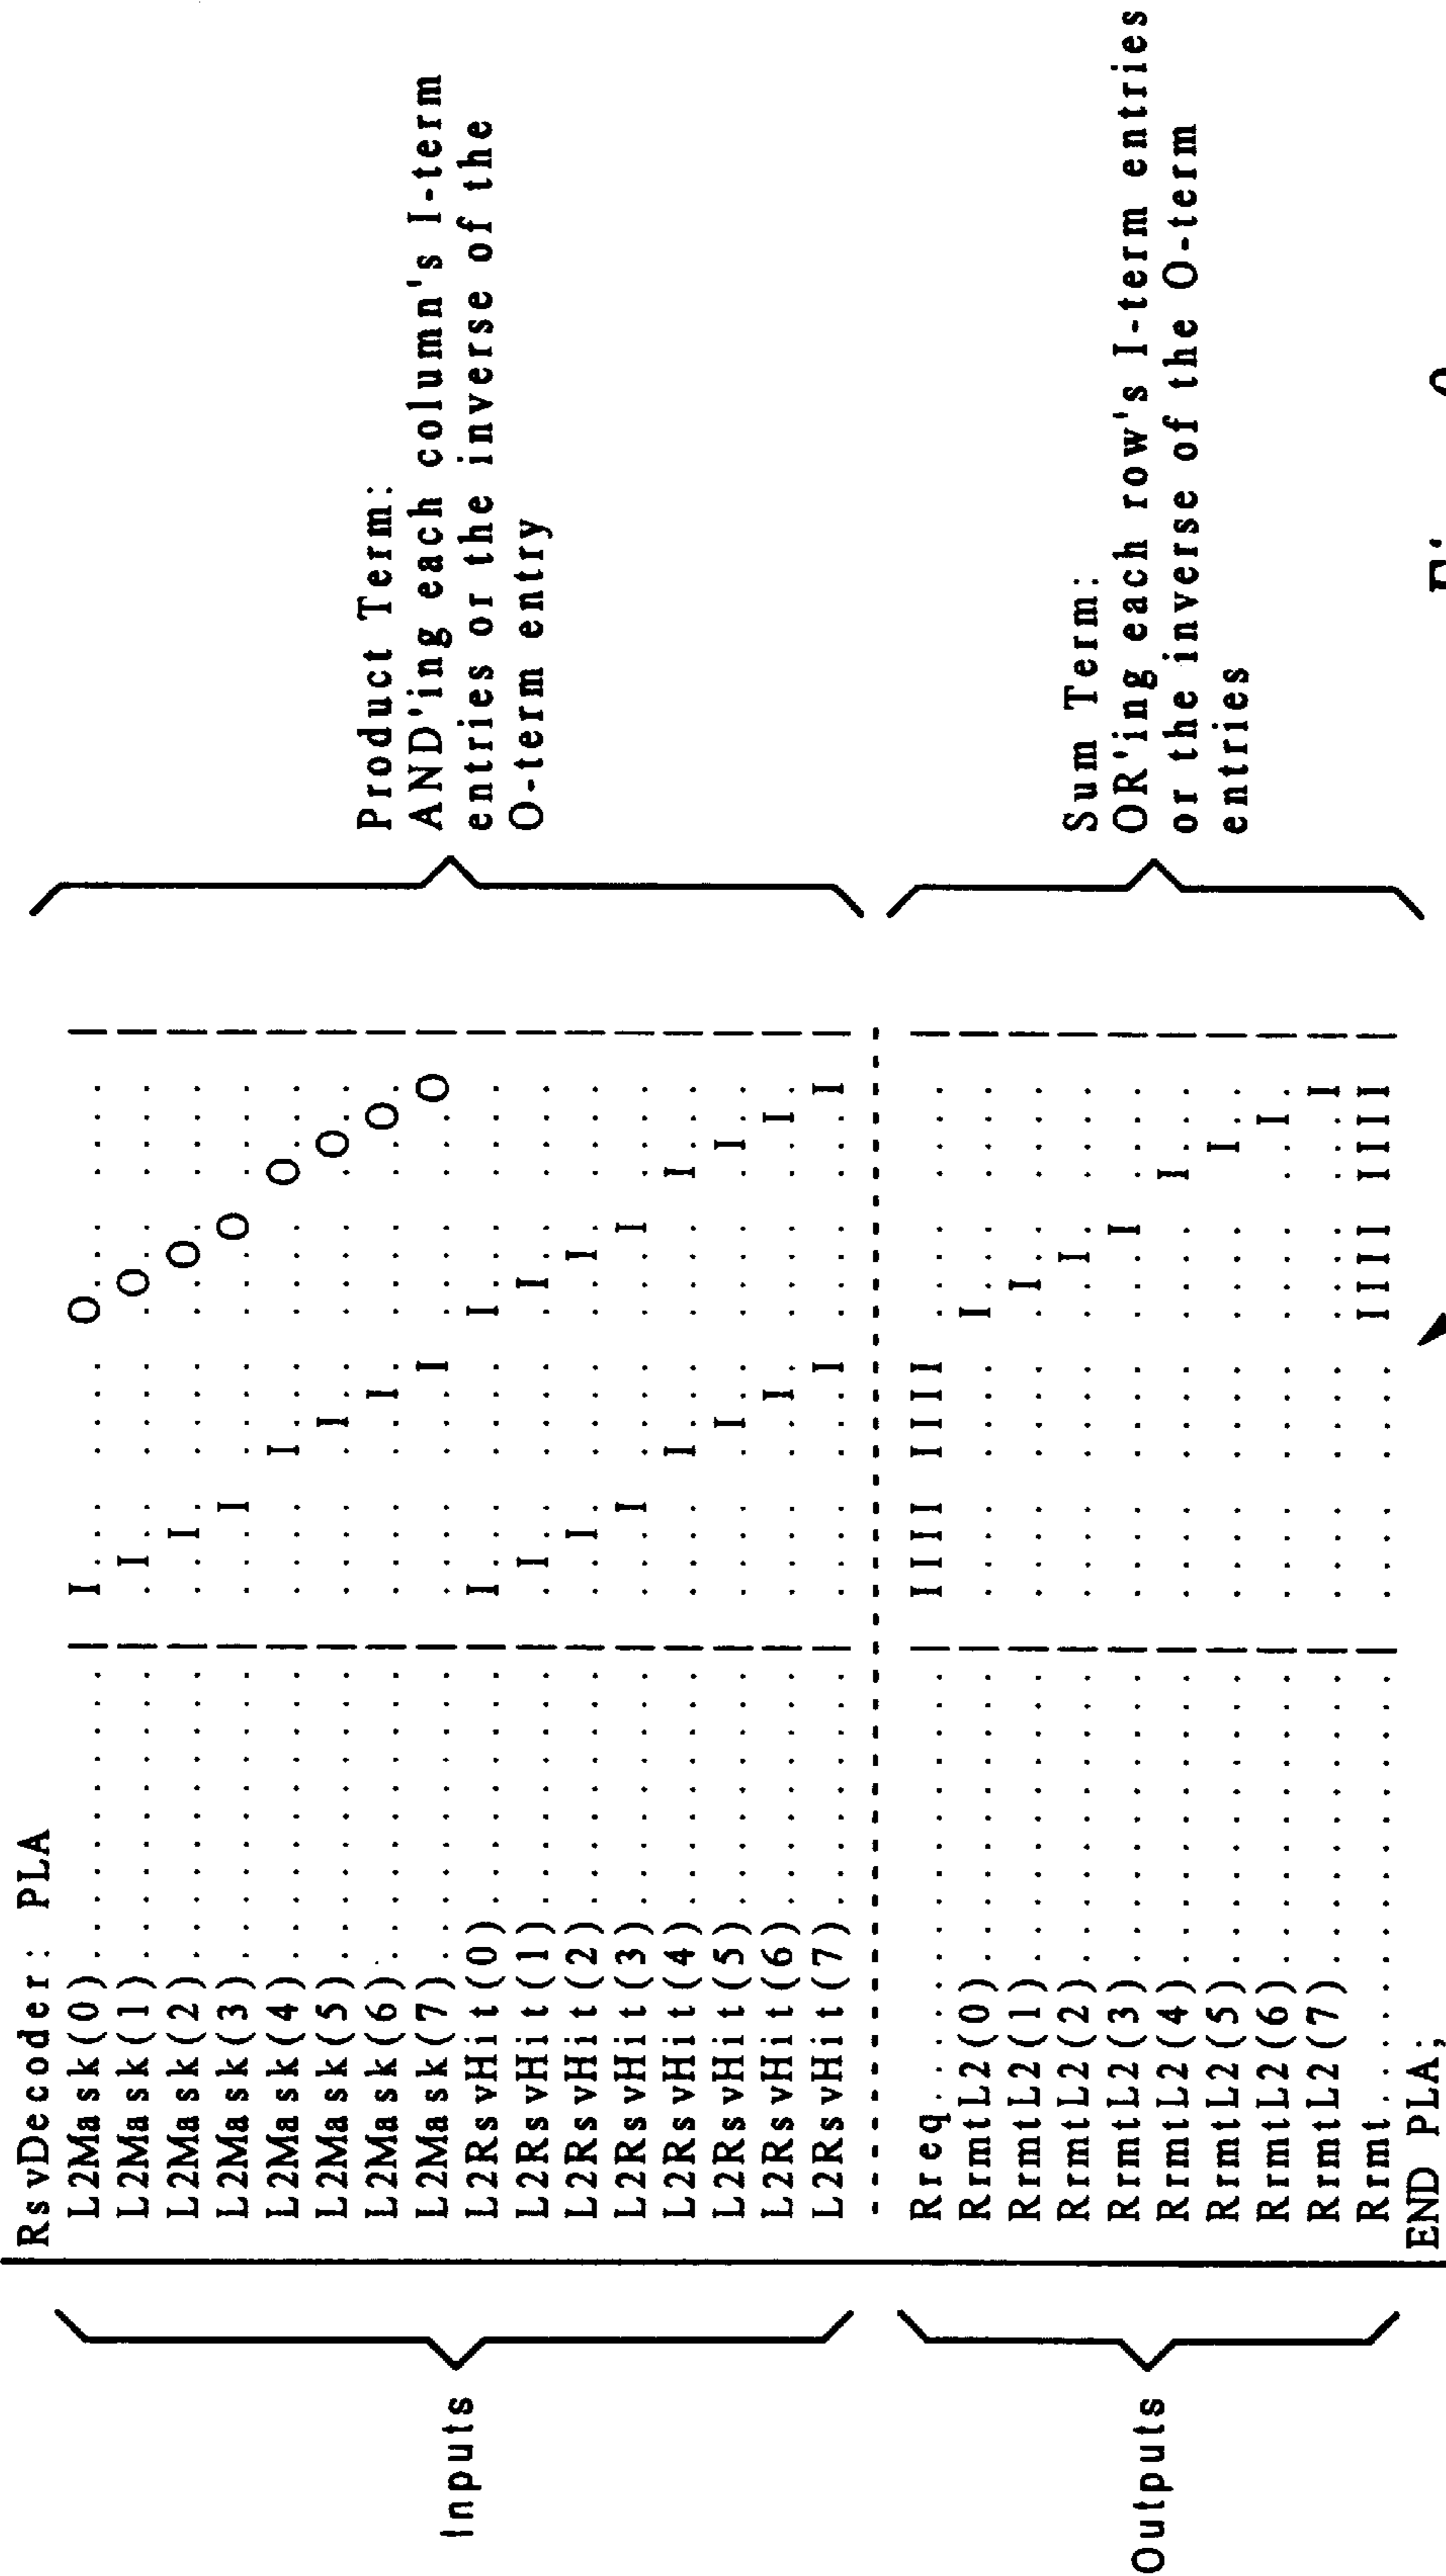 RsvDecoder: PLA
L2Mask(0)...........| I... .... O... .... |
L2Mask(1)...........| .I.. .... .O.. .... |
L2Mask(2)...........| ..I. .... ..O. .... |
L2Mask(3)...........| ...I .... ...O .... |
L2Mask(4)...........| .... I... .... O... |
L2Mask(5)...........| .... .I.. .... .O.. |
L2Mask(6)...........| .... ..I. .... ..O. |
L2Mask(7)...........| .... ...I .... ...O |
L2RsvHit(0).........| I... .... I... .... |
L2RsvHit(1).........| .I.. .... .I.. .... |
L2RsvHit(2).........| ..I. .... ..I. .... |
L2RsvHit(3).........| ...I .... ...I .... |
L2RsvHit(4).........| .... I... .... I... |
L2RsvHit(5).........| .... .I.. .... .I.. |
L2RsvHit(6).........| .... ..I. .... ..I. |
L2RsvHit(7).........| .... ...I .... ...I |
Rreq................| IIII IIII .... .... |
RrmtL2(0)...........| .... .... I... .... |
RrmtL2(1)...........| .... .... .I.. .... |
RrmtL2(2)...........| .... .... ..I. .... |
RrmtL2(3)...........| .... .... ...I .... |
RrmtL2(4)...........| .... .... .... I... |
RrmtL2(5)...........| .... .... .... .I.. |
RrmtL2(6)...........| .... .... .... ..I. |
RrmtL2(7)...........| .... .... .... ...I |
Rrmt................| .... .... IIII IIII |
END PLA;
Inputs
Outputs
Product Term:
AND'ing each column's I-term
entries or the inverse of the
O-term entry
Sum Term:
OR'ing each row's I-term entries
or the inverse of the O-term
entries